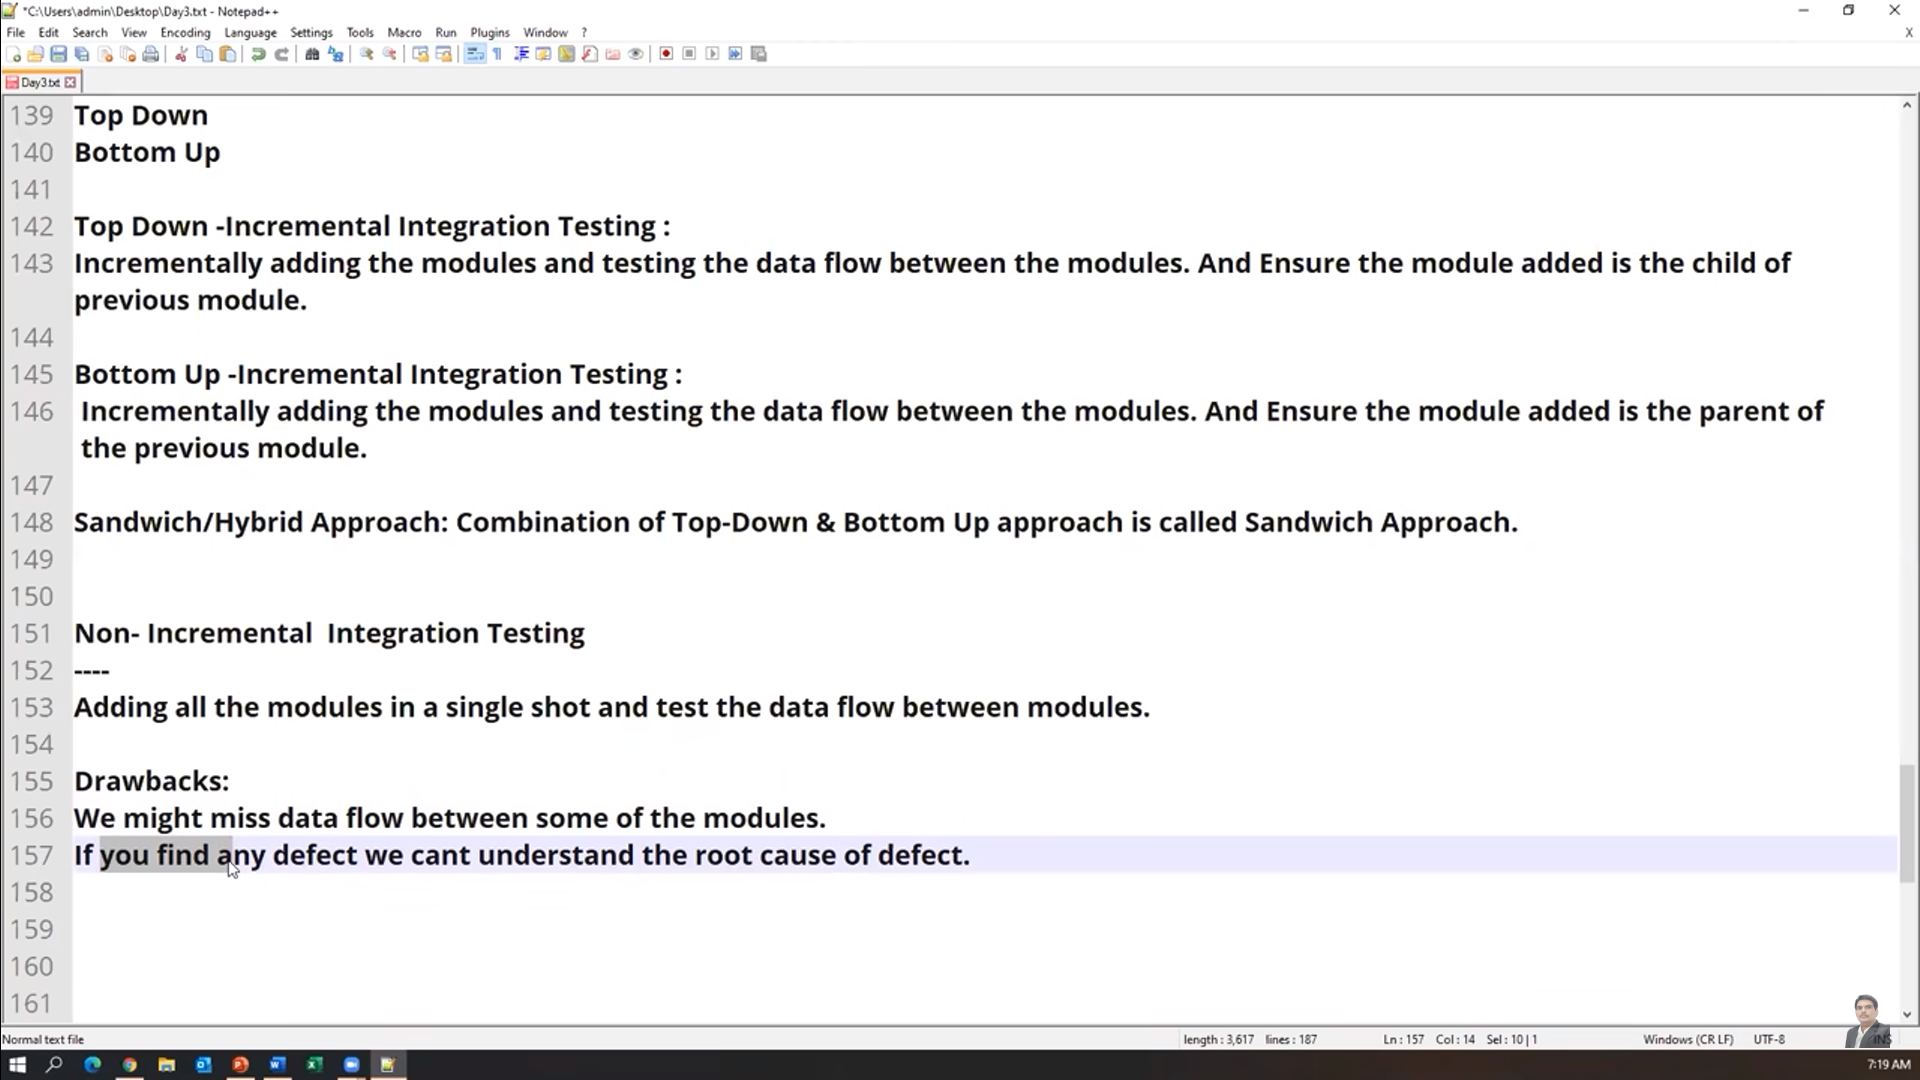 *C:\Users\admin\Desktop\Day3.txt - Notepad++
File Edit Search View Encoding Language Settings Tools Macro Run Plugins Window ? X
Day3.txt
139 Top Down
140 Bottom Up
141
142 Top Down -Incremental Integration Testing :
143 Incrementally adding the modules and testing the data flow between the modules. And Ensure the module added is the child of
previous module.
144
145 Bottom Up -Incremental Integration Testing :
146 Incrementally adding the modules and testing the data flow between the modules. And Ensure the module added is the parent of
the previous module.
147
148 Sandwich/Hybrid Approach: Combination of Top-Down & Bottom Up approach is called Sandwich Approach.
149
150
151 Non- Incremental  Integration Testing
152 ----
153 Adding all the modules in a single shot and test the data flow between modules.
154
155 Drawbacks:
156 We might miss data flow between some of the modules.
157 If you find any defect we cant understand the root cause of defect.
158
159
160
161
Normal text file length : 3,617 lines : 187 Ln : 157 Col : 14 Sel : 10 | 1 Windows (CR LF) UTF-8 INS
7:19 AM